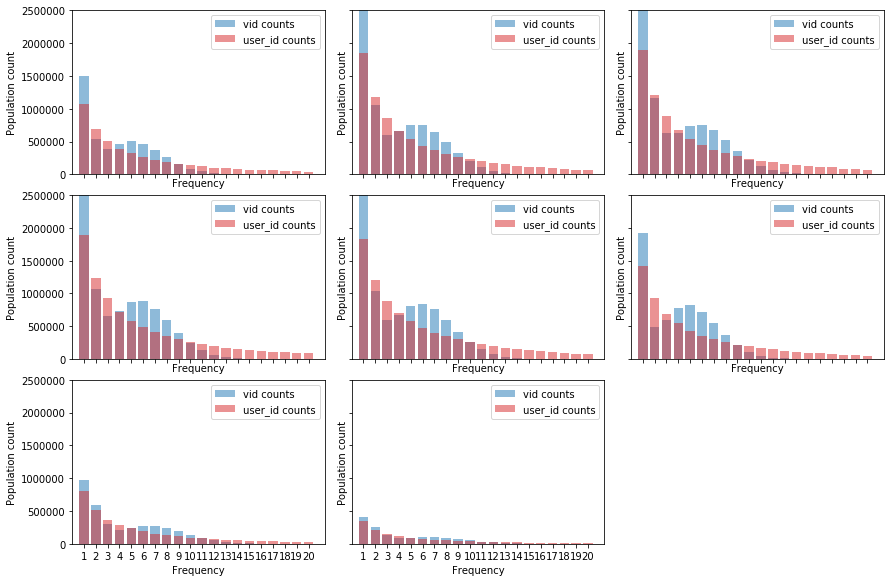 2500000
2000000
1500000
1000000
500000
0
Population count
vid counts
user_id counts
Frequency
Population count
vid counts
user_id counts
Frequency
Population count
vid counts
user_id counts
Frequency
2500000
2000000
1500000
1000000
500000
0
Population count
vid counts
user_id counts
Frequency
Population count
vid counts
user_id counts
Frequency
Population count
vid counts
user_id counts
Frequency
2500000
2000000
1500000
1000000
500000
0
Population count
vid counts
user_id counts
1 2 3 4 5 6 7 8 9 10 11 12 13 14 15 16 17 18 19 20
Frequency
Population count
vid counts
user_id counts
1 2 3 4 5 6 7 8 9 10 11 12 13 14 15 16 17 18 19 20
Frequency